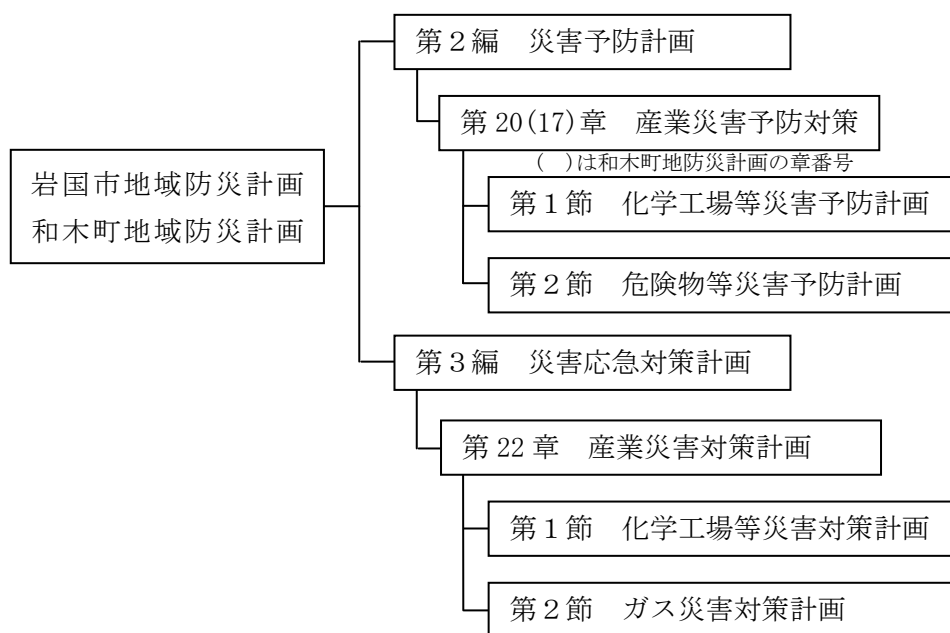 第２編　災害予防計画
第20(17)章　産業災害予防対策
(　)は和木町地防災計画の章番号
岩国市地域防災計画
和木町地域防災計画
第１節　化学工場等災害予防計画
第２節　危険物等災害予防計画
第３編　災害応急対策計画
第22章　産業災害対策計画
第１節　化学工場等災害対策計画
第２節　ガス災害対策計画